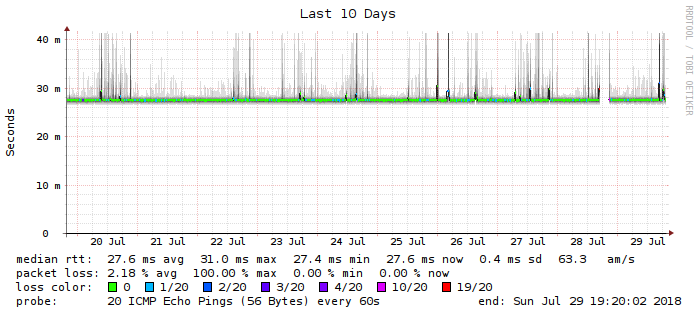 Last 10 Days
RRDTOOL / TOBI OETIKER
Seconds
40 m
30 m
20 m
10 m
0
20 Jul 21 Jul 22 Jul 23 Jul 24 Jul 25 Jul 26 Jul 27 Jul 28 Jul 29 Jul
median rtt: 27.6 ms avg 31.0 ms max 27.4 ms min 27.6 ms now 0.4 ms sd 63.3 am/s
packet loss: 2.18 % avg 100.00 % max 0.00 % min 0.00 % now
loss color: 0 1/20 2/20 3/20 4/20 10/20 19/20
probe: 20 ICMP Echo Pings (56 Bytes) every 60s end: Sun Jul 29 19:20:02 2018